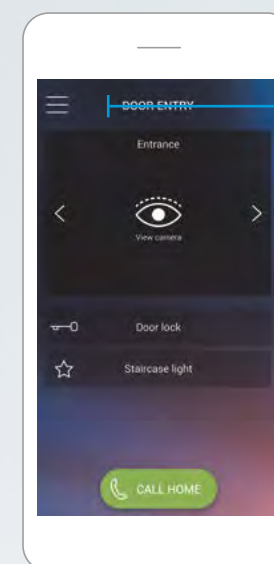 DOOR ENTRY
Entrance
View camera
Door lock
Staircase light
CALL HOME